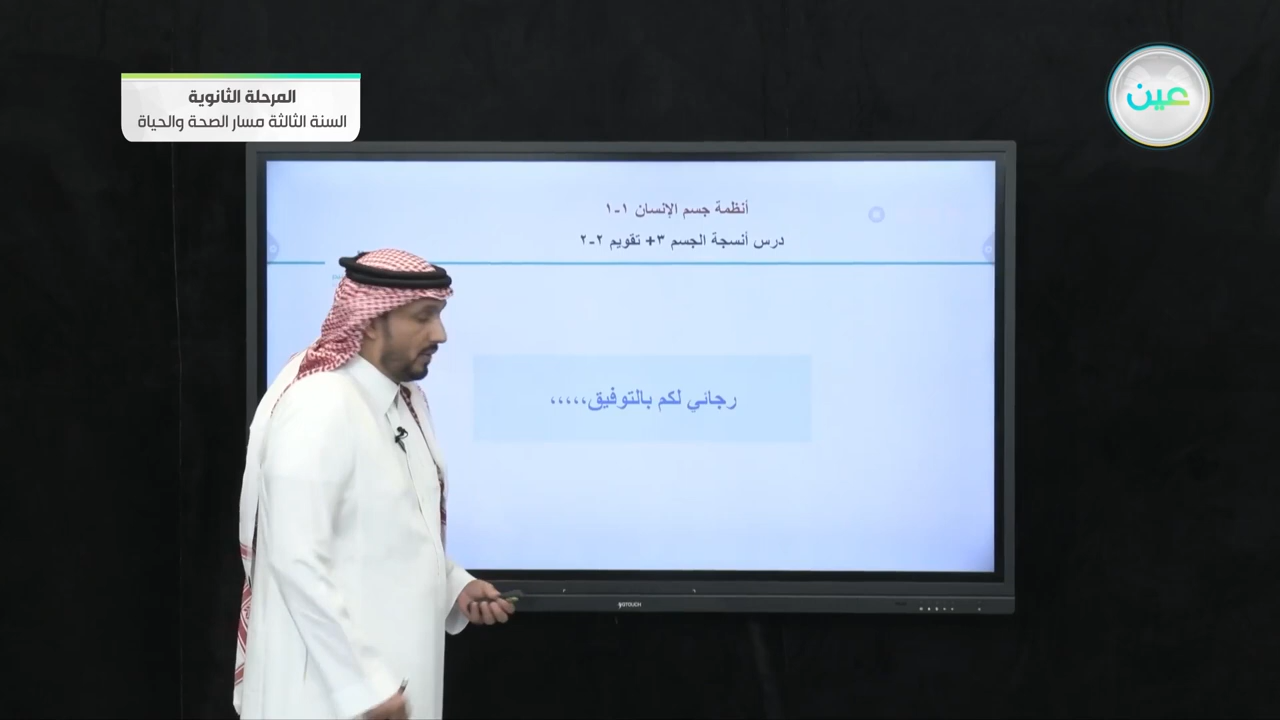 المرحلة الثانوية
السنة الثالثة مسار الصحة والحياة
عين
أنظمة جسم الإنسان ١-١
درس أنسجة الجسم ٣+ تقويم ٢-٢
رجائي لكم بالتوفيق،،،،،